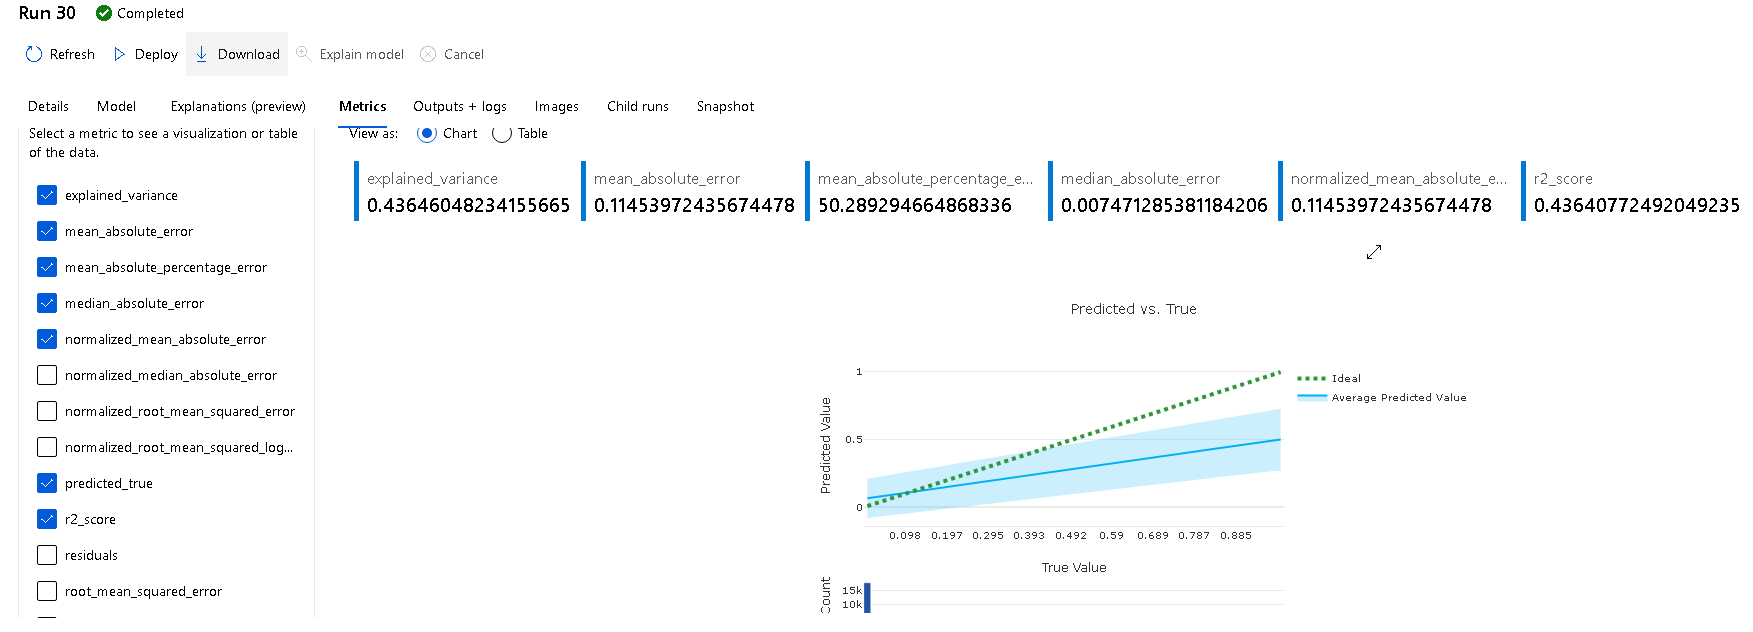 Run 30 Completed
Refresh Deploy Download Explain model Cancel
Details Model Explanations (preview) Metrics Outputs + logs Images Child runs Snapshot
Select a metric to see a visualization or table
of the data.
explained_variance
mean_absolute_error
mean_absolute_percentage_error
median_absolute_error
normalized_mean_absolute_error
normalized_median_absolute_error
normalized_root_mean_squared_error
normalized_root_mean_squared_log...
predicted_true
r2_score
residuals
root_mean_squared_error
View as: Chart Table
explained_variance
0.43646048234155665
mean_absolute_error
0.11453972435674478
mean_absolute_percentage_e...
50.289294664868336
median_absolute_error
0.007471285381184206
normalized_mean_absolute_e...
0.11453972435674478
r2_score
0.43640772492049235
Predicted vs. True
Predicted Value
1
0.5
0
Ideal
Average Predicted Value
0.098 0.197 0.295 0.393 0.492 0.59 0.689 0.787 0.885
True Value
Count
15k
10k